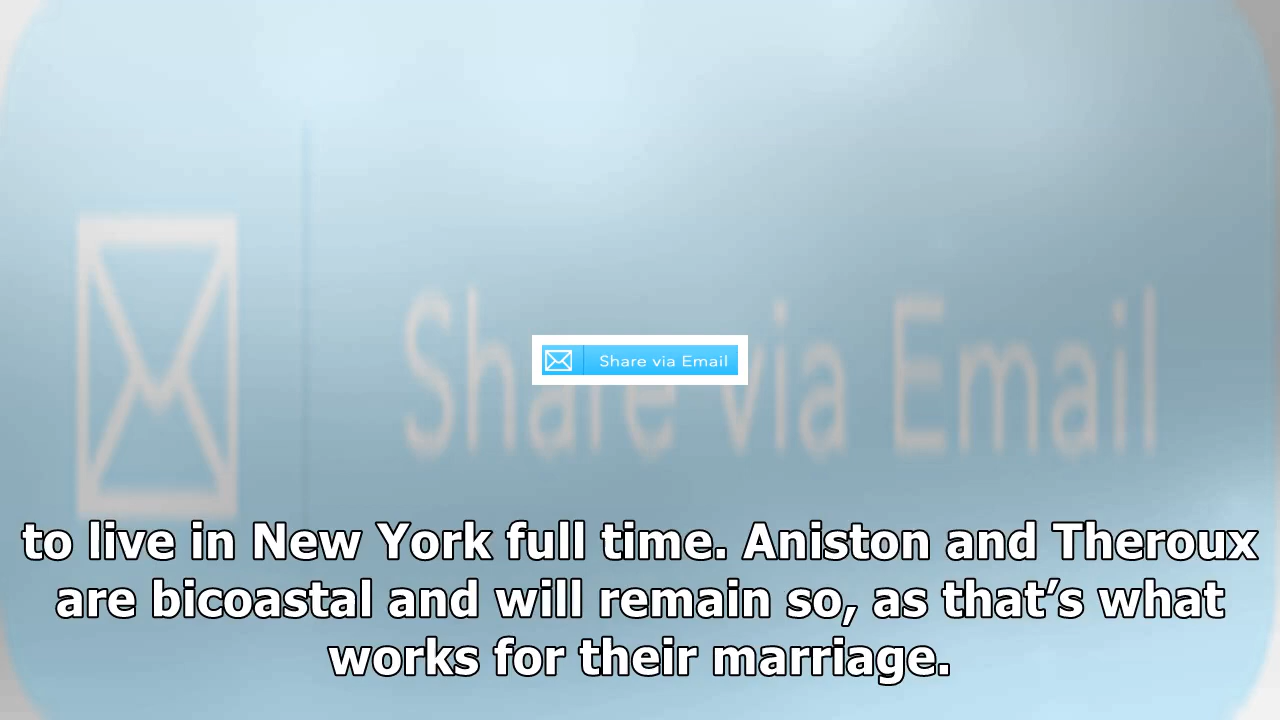 Share via Email
Share via Email
to live in New York full time. Aniston and Theroux
are bicoastal and will remain so, as that’s what
works for their marriage.